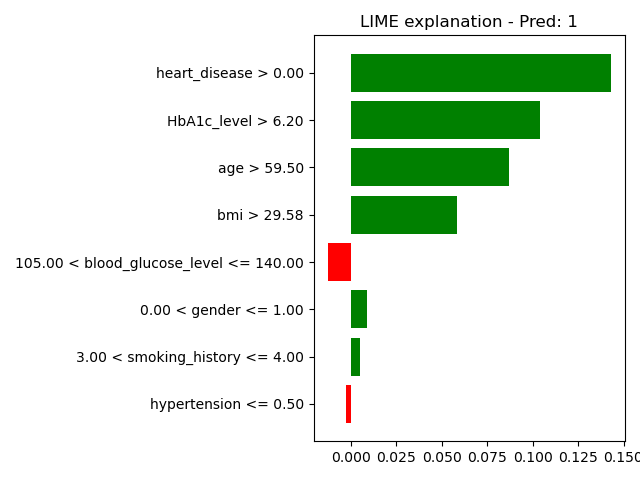 LIME explanation - Pred: 1
heart_disease > 0.00
HbA1c_level > 6.20
age > 59.50
bmi > 29.58
105.00 < blood_glucose_level <= 140.00
0.00 < gender <= 1.00
3.00 < smoking_history <= 4.00
hypertension <= 0.50
0.000 0.025 0.050 0.075 0.100 0.125 0.150